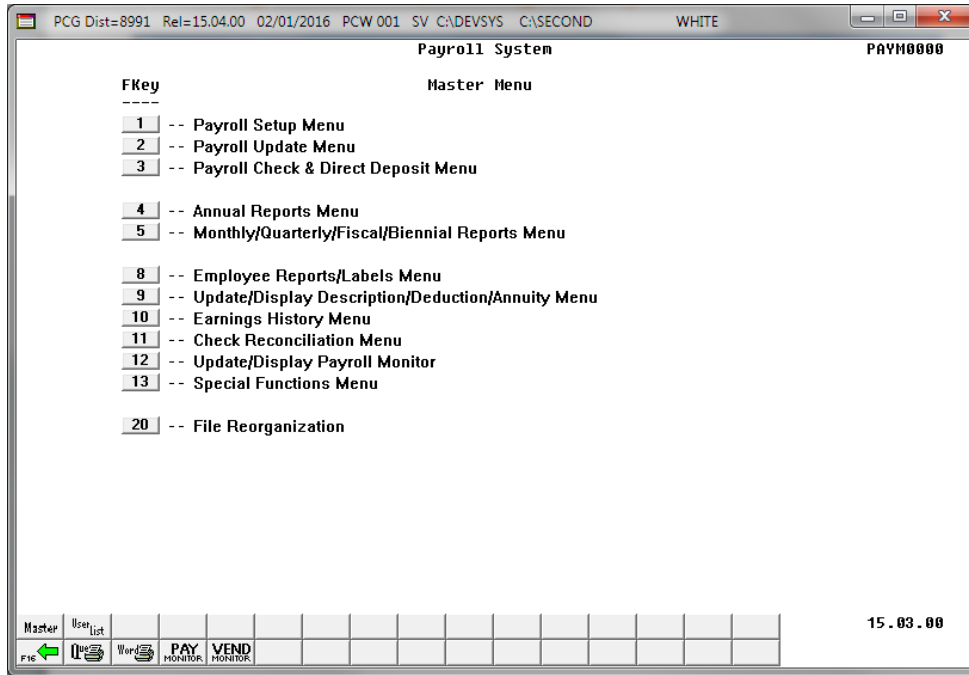 PCG Dist=8991 Rel=15.04.00 02/01/2016 PCW 001 SV C:\DEVSYS C:\SECOND WHITE
Payroll System PAYM0000
FKey Master Menu
----
1 -- Payroll Setup Menu
2 -- Payroll Update Menu
3 -- Payroll Check & Direct Deposit Menu
4 -- Annual Reports Menu
5 -- Monthly/Quarterly/Fiscal/Biennial Reports Menu
8 -- Employee Reports/Labels Menu
9 -- Update/Display Description/Deduction/Annuity Menu
10 -- Earnings History Menu
11 -- Check Reconciliation Menu
12 -- Update/Display Payroll Monitor
13 -- Special Functions Menu
20 -- File Reorganization
Master User List 15.03.00
F16 Que Word PAY MONITOR VEND MONITOR